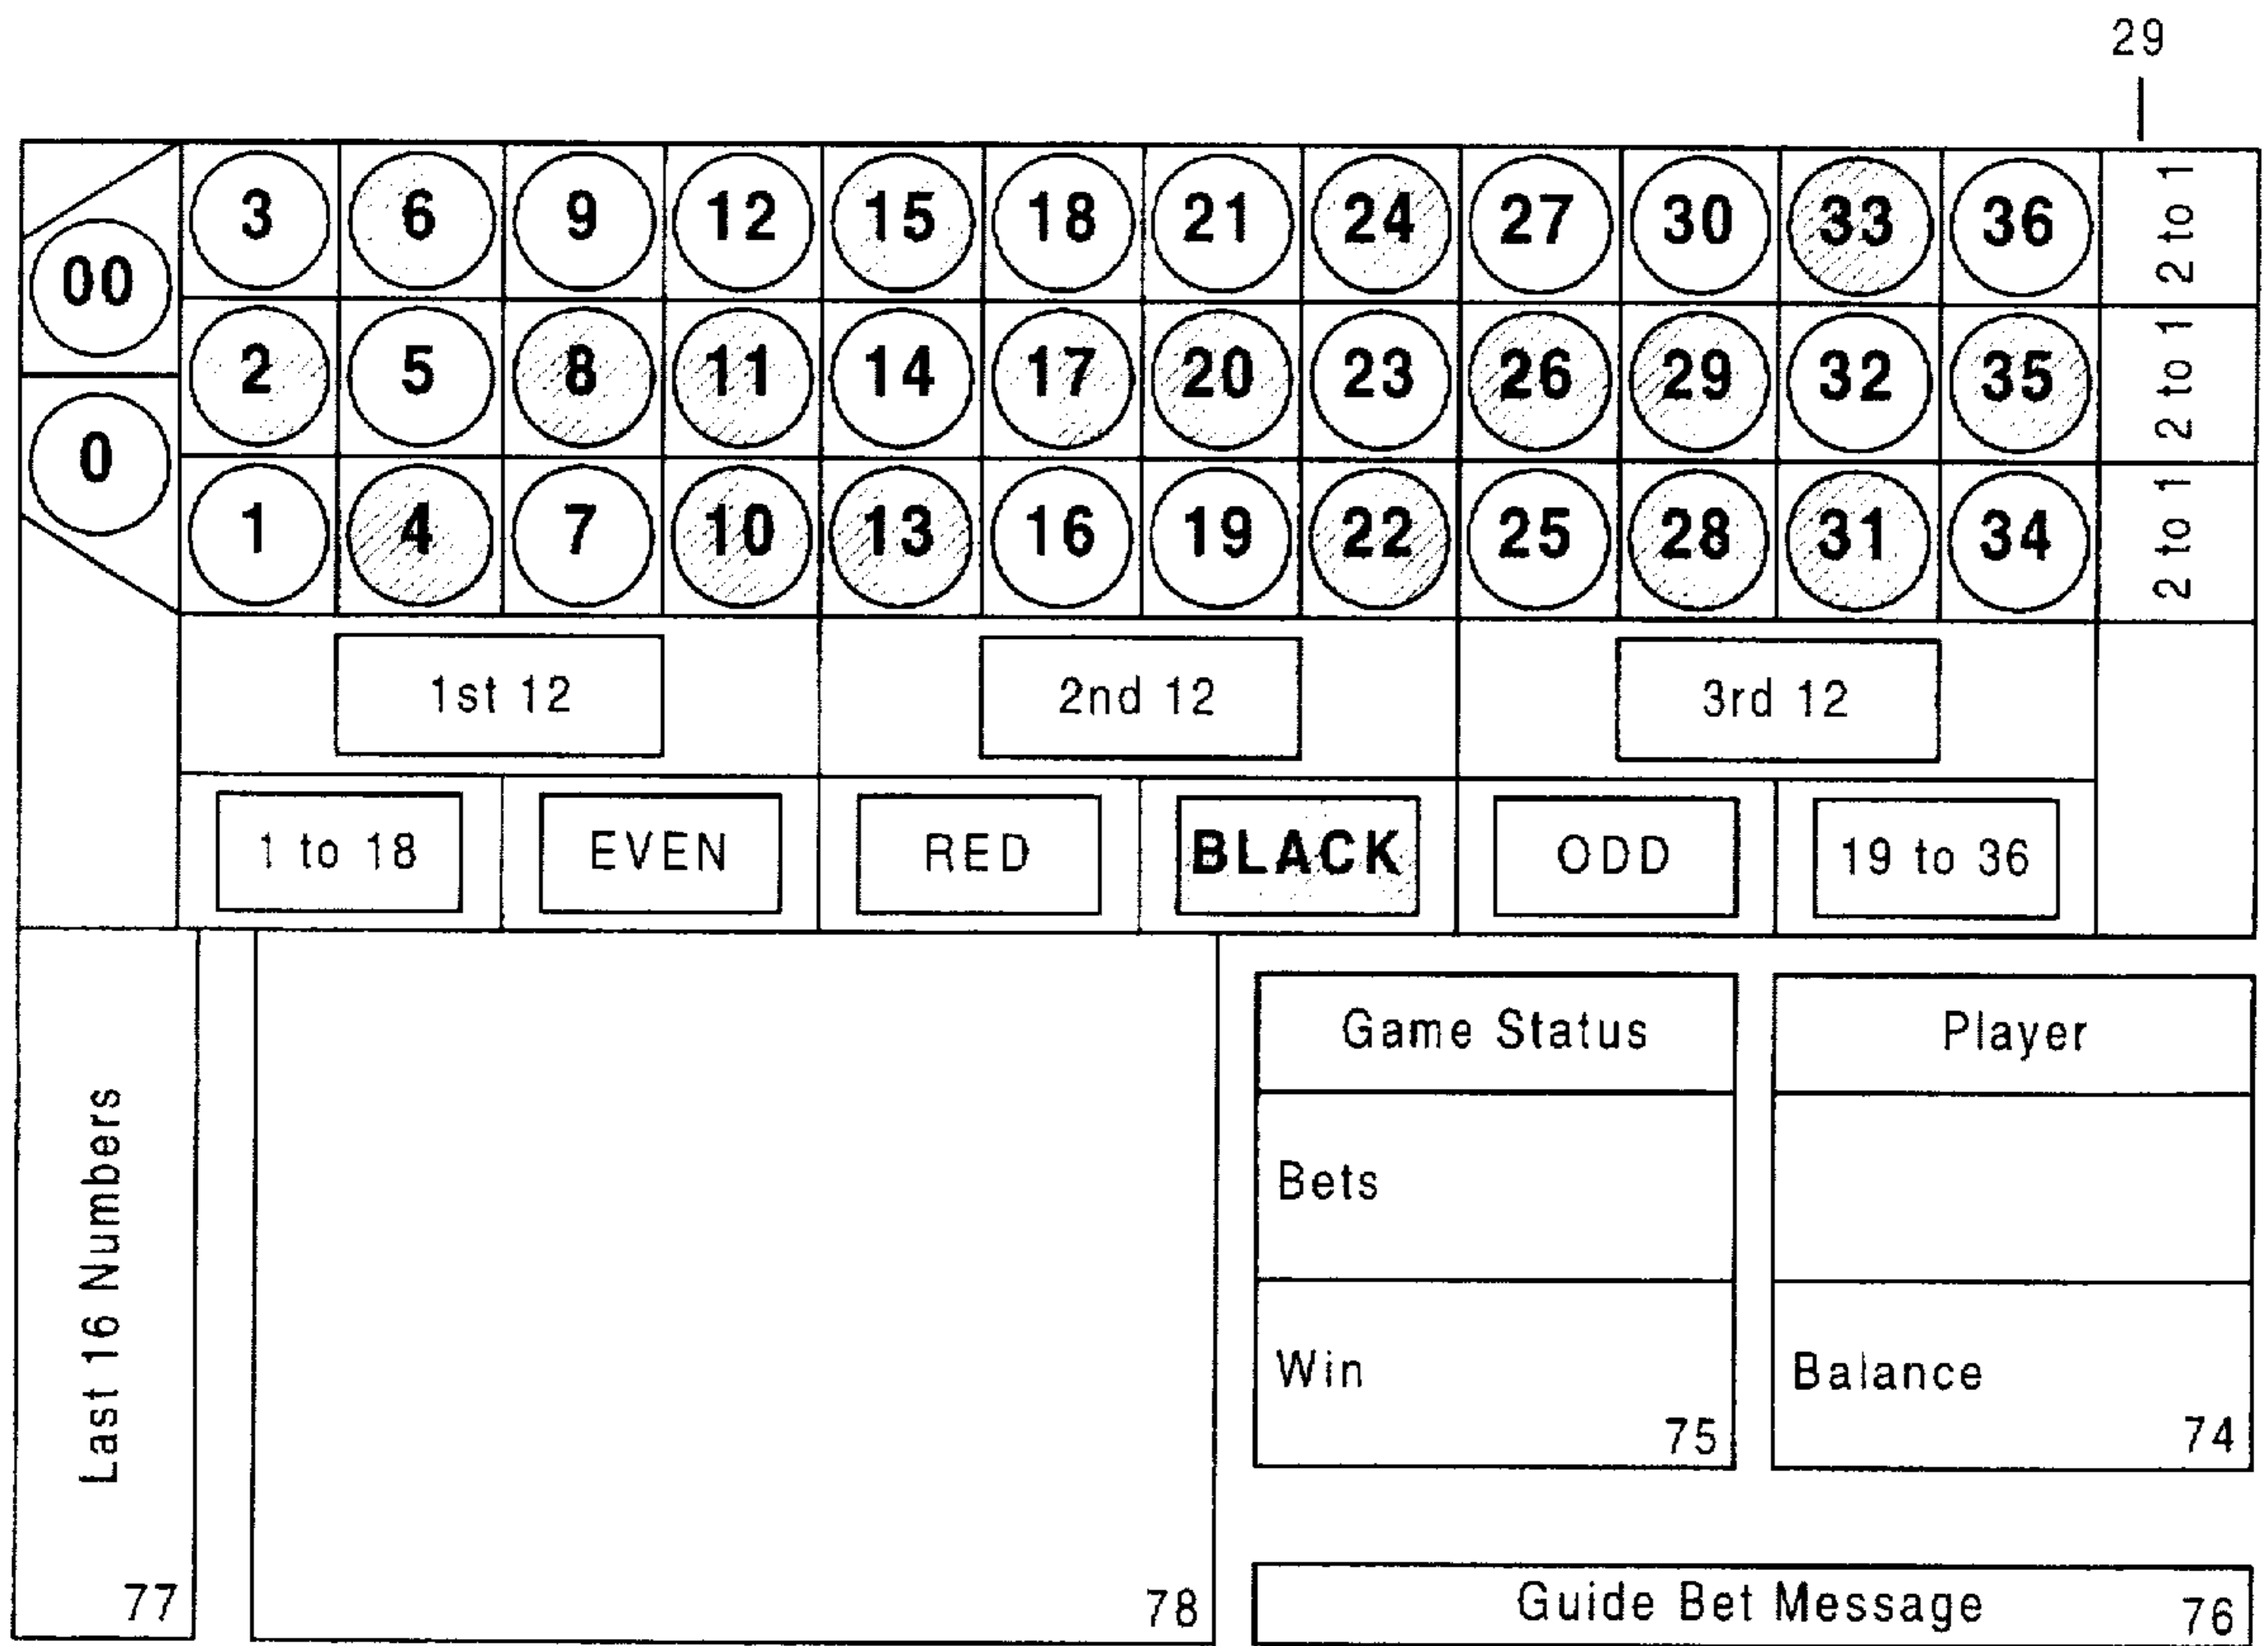 29
3 6 9 12 15 18 21 24 27 30 33 36 2 to 1
00
2 5 8 11 14 17 20 23 26 29 32 35 2 to 1
0
1 4 7 10 13 16 19 22 25 28 31 34 2 to 1
1st 12 2nd 12 3rd 12
1 to 18 EVEN RED BLACK ODD 19 to 36
Last 16 Numbers
77
78
Game Status
Bets
Win
75
Player
Balance
74
Guide Bet Message 76